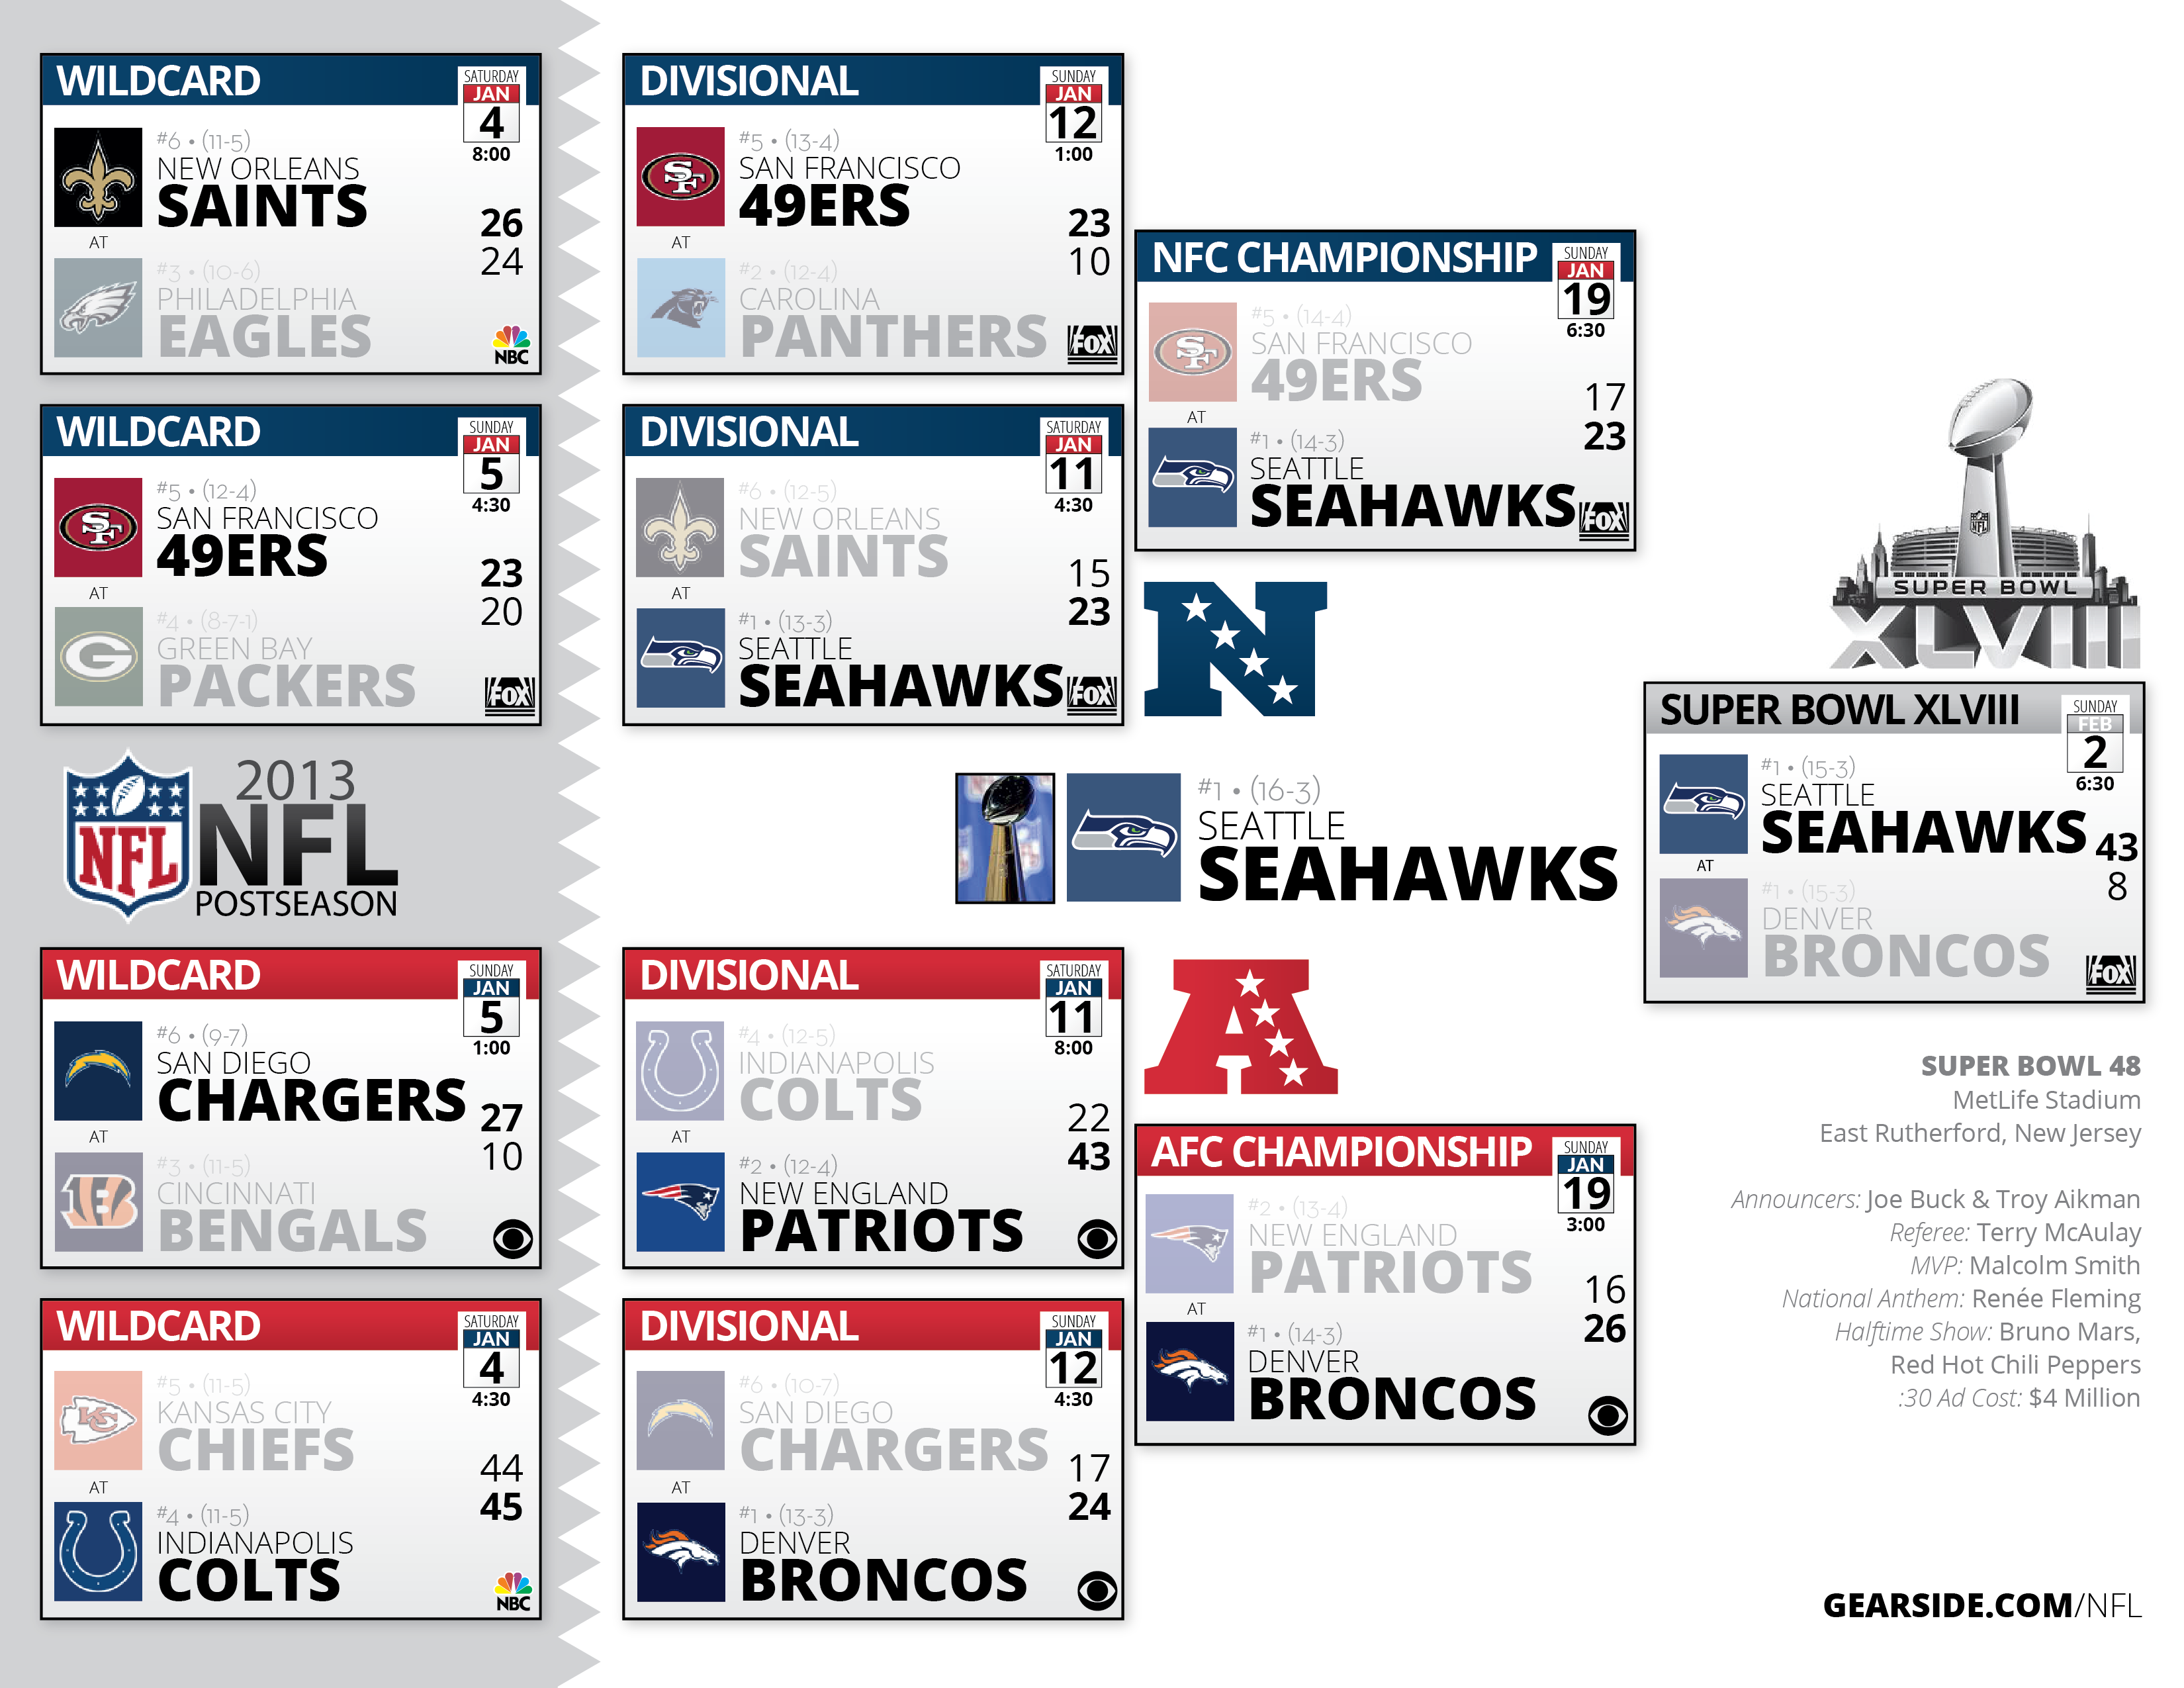 WILDCARD
SATURDAY
JAN
4
8:00
#6 • (11-5)
NEW ORLEANS
SAINTS
26
AT
24
#3 • (10-6)
PHILADELPHIA
EAGLES
NBC
WILDCARD
SUNDAY
JAN
5
4:30
#5 • (12-4)
SAN FRANCISCO
49ERS
23
AT
20
#4 • (8-7-1)
GREEN BAY
PACKERS
FOX
NFL
2013
NFL
POSTSEASON
WILDCARD
SUNDAY
JAN
5
1:00
#6 • (9-7)
SAN DIEGO
CHARGERS
27
AT
10
#3 • (11-5)
CINCINNATI
BENGALS
WILDCARD
SATURDAY
JAN
4
4:30
#5 • (11-5)
KANSAS CITY
CHIEFS
44
AT
45
#4 • (11-5)
INDIANAPOLIS
COLTS
NBC
DIVISIONAL
SUNDAY
JAN
12
1:00
#5 • (13-4)
SAN FRANCISCO
49ERS
23
AT
10
#2 • (12-4)
CAROLINA
PANTHERS
FOX
DIVISIONAL
SATURDAY
JAN
11
4:30
#6 • (12-5)
NEW ORLEANS
SAINTS
15
AT
23
#1 • (13-3)
SEATTLE
SEAHAWKS
FOX
DIVISIONAL
SATURDAY
JAN
11
8:00
#4 • (12-5)
INDIANAPOLIS
COLTS
22
AT
43
#2 • (12-4)
NEW ENGLAND
PATRIOTS
DIVISIONAL
SUNDAY
JAN
12
4:30
#6 • (10-7)
SAN DIEGO
CHARGERS
17
AT
24
#1 • (13-3)
DENVER
BRONCOS
NFC CHAMPIONSHIP
SUNDAY
JAN
19
6:30
#5 • (14-4)
SAN FRANCISCO
49ERS
17
AT
23
#1 • (14-3)
SEATTLE
SEAHAWKS
FOX
N
#1 • (16-3)
SEATTLE
SEAHAWKS
A
AFC CHAMPIONSHIP
SUNDAY
JAN
19
3:00
#2 • (13-4)
NEW ENGLAND
PATRIOTS
16
AT
26
#1 • (14-3)
DENVER
BRONCOS
NFL
SUPER BOWL
XLVIII
SUPER BOWL XLVIII
SUNDAY
FEB
2
6:30
#1 • (15-3)
SEATTLE
SEAHAWKS
43
AT
8
#1 • (15-3)
DENVER
BRONCOS
FOX
SUPER BOWL 48
MetLife Stadium
East Rutherford, New Jersey
Announcers: Joe Buck & Troy Aikman
Referee: Terry McAulay
MVP: Malcolm Smith
National Anthem: Renée Fleming
Halftime Show: Bruno Mars,
Red Hot Chili Peppers
:30 Ad Cost: $4 Million
GEARSIDE.COM/NFL